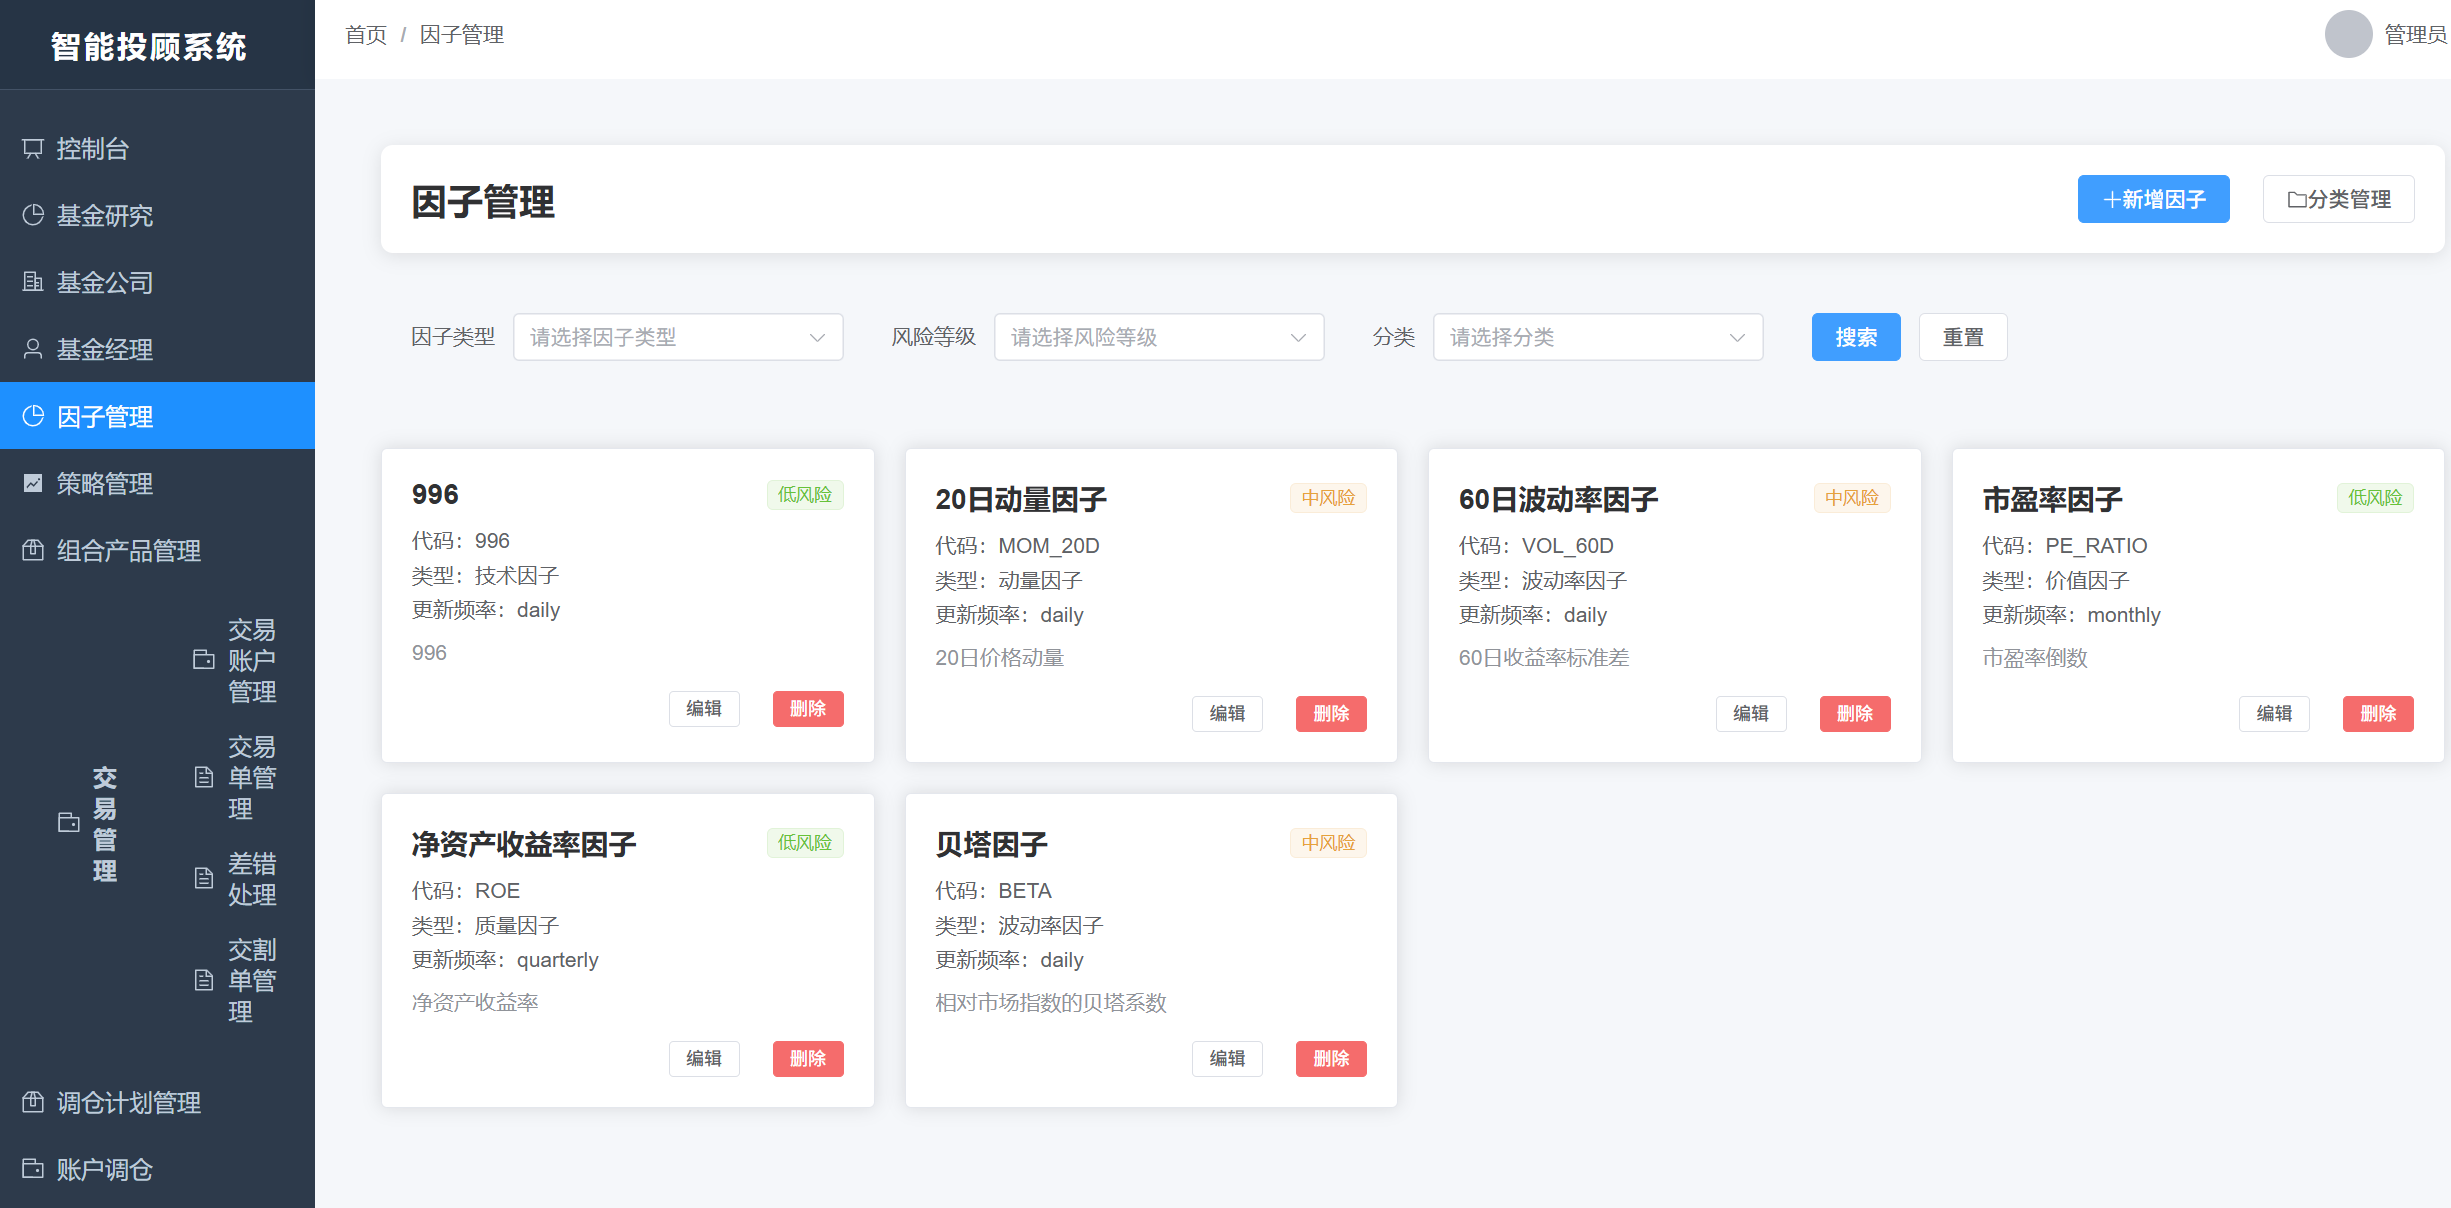 智能投顾系统
控制台
基金研究
基金公司
基金经理
因子管理
策略管理
组合产品管理
交
易
管
理
交易
账户
管理
交易
单管
理
差错
处理
交割
单管
理
调仓计划管理
账户调仓
首页 / 因子管理
管理员
因子管理
新增因子
分类管理
因子类型 请选择因子类型 风险等级 请选择风险等级 分类 请选择分类 搜索 重置
996 低风险
代码：996
类型：技术因子
更新频率：daily
996
编辑 删除
20日动量因子 中风险
代码：MOM_20D
类型：动量因子
更新频率：daily
20日价格动量
编辑 删除
60日波动率因子 中风险
代码：VOL_60D
类型：波动率因子
更新频率：daily
60日收益率标准差
编辑 删除
市盈率因子 低风险
代码：PE_RATIO
类型：价值因子
更新频率：monthly
市盈率倒数
编辑 删除
净资产收益率因子 低风险
代码：ROE
类型：质量因子
更新频率：quarterly
净资产收益率
编辑 删除
贝塔因子 中风险
代码：BETA
类型：波动率因子
更新频率：daily
相对市场指数的贝塔系数
编辑 删除